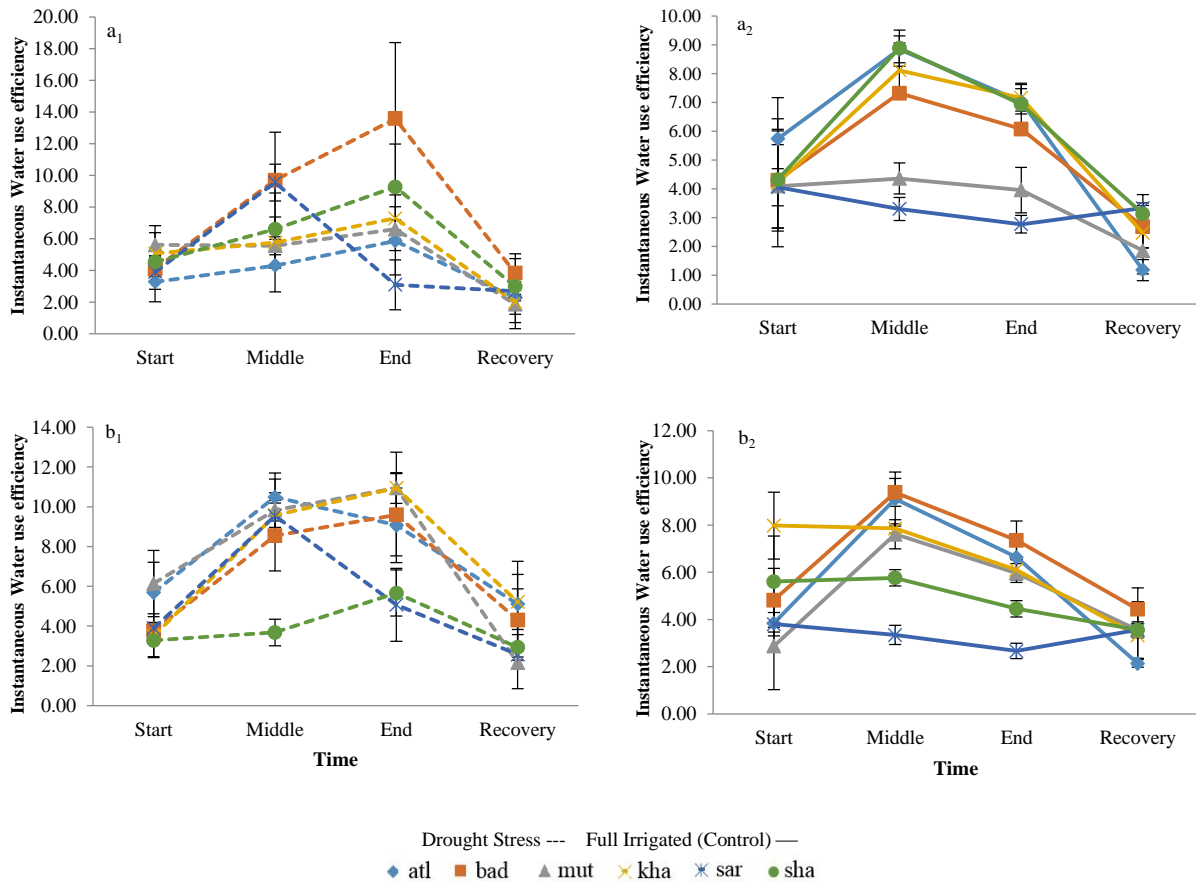 a1
Instantaneous Water use efficiency
20.00
18.00
16.00
14.00
12.00
10.00
8.00
6.00
4.00
2.00
0.00
Start Middle End Recovery
a2
Instantaneous Water use efficiency
10.00
9.00
8.00
7.00
6.00
5.00
4.00
3.00
2.00
1.00
0.00
Start Middle End Recovery
b1
Instantaneous Water use efficiency
14.00
12.00
10.00
8.00
6.00
4.00
2.00
0.00
Start Middle End Recovery
Time
b2
Instantaneous Water use efficiency
12.00
10.00
8.00
6.00
4.00
2.00
0.00
Start Middle End Recovery
Time
Drought Stress --- Full Irrigated (Control) —
atl bad mut kha sar sha